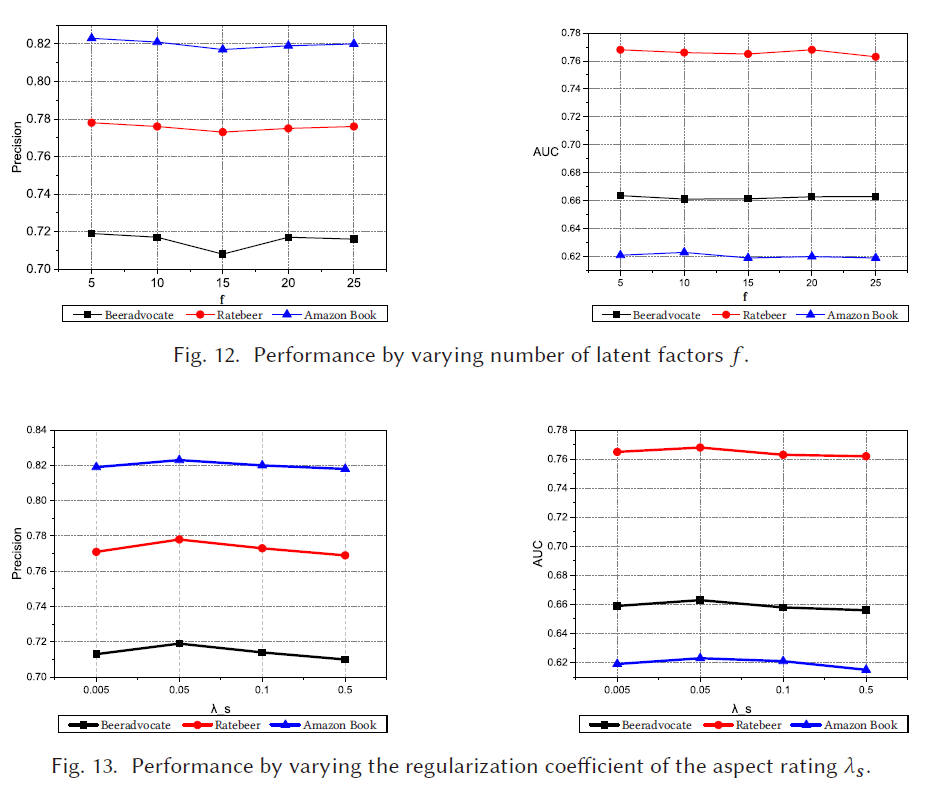 0.82
0.80
0.78
0.76
0.74
0.72
0.70
Precision
5 10 15 20 25
f
Beeradvocate Ratebeer Amazon Book
0.78
0.76
0.74
0.72
0.70
0.68
0.66
0.64
0.62
AUC
5 10 15 20 25
f
Beeradvocate Ratebeer Amazon Book
Fig. 12. Performance by varying number of latent factors f.
0.84
0.82
0.80
0.78
0.76
0.74
0.72
0.70
Precision
0.005 0.05 0.1 0.5
λ_s
Beeradvocate Ratebeer Amazon Book
0.78
0.76
0.74
0.72
0.70
0.68
0.66
0.64
0.62
AUC
0.005 0.05 0.1 0.5
λ_s
Beeradvocate Ratebeer Amazon Book
Fig. 13. Performance by varying the regularization coefficient of the aspect rating λs.